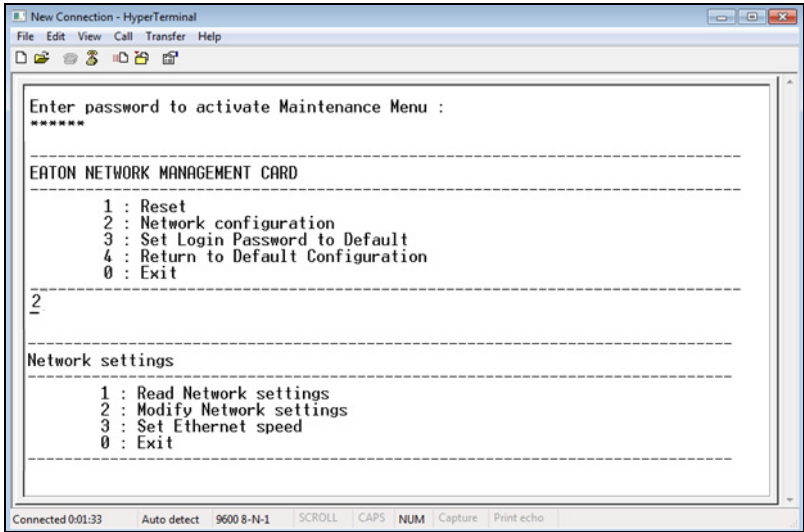 New Connection - HyperTerminal
File Edit View Call Transfer Help
Enter password to activate Maintenance Menu :
******
EATON NETWORK MANAGEMENT CARD
1 : Reset
2 : Network configuration
3 : Set Login Password to Default
4 : Return to Default Configuration
0 : Exit
2
Network settings
1 : Read Network settings
2 : Modify Network settings
3 : Set Ethernet speed
0 : Exit
Connected 0:01:33 Auto detect 9600 8-N-1 SCROLL CAPS NUM Capture Print echo